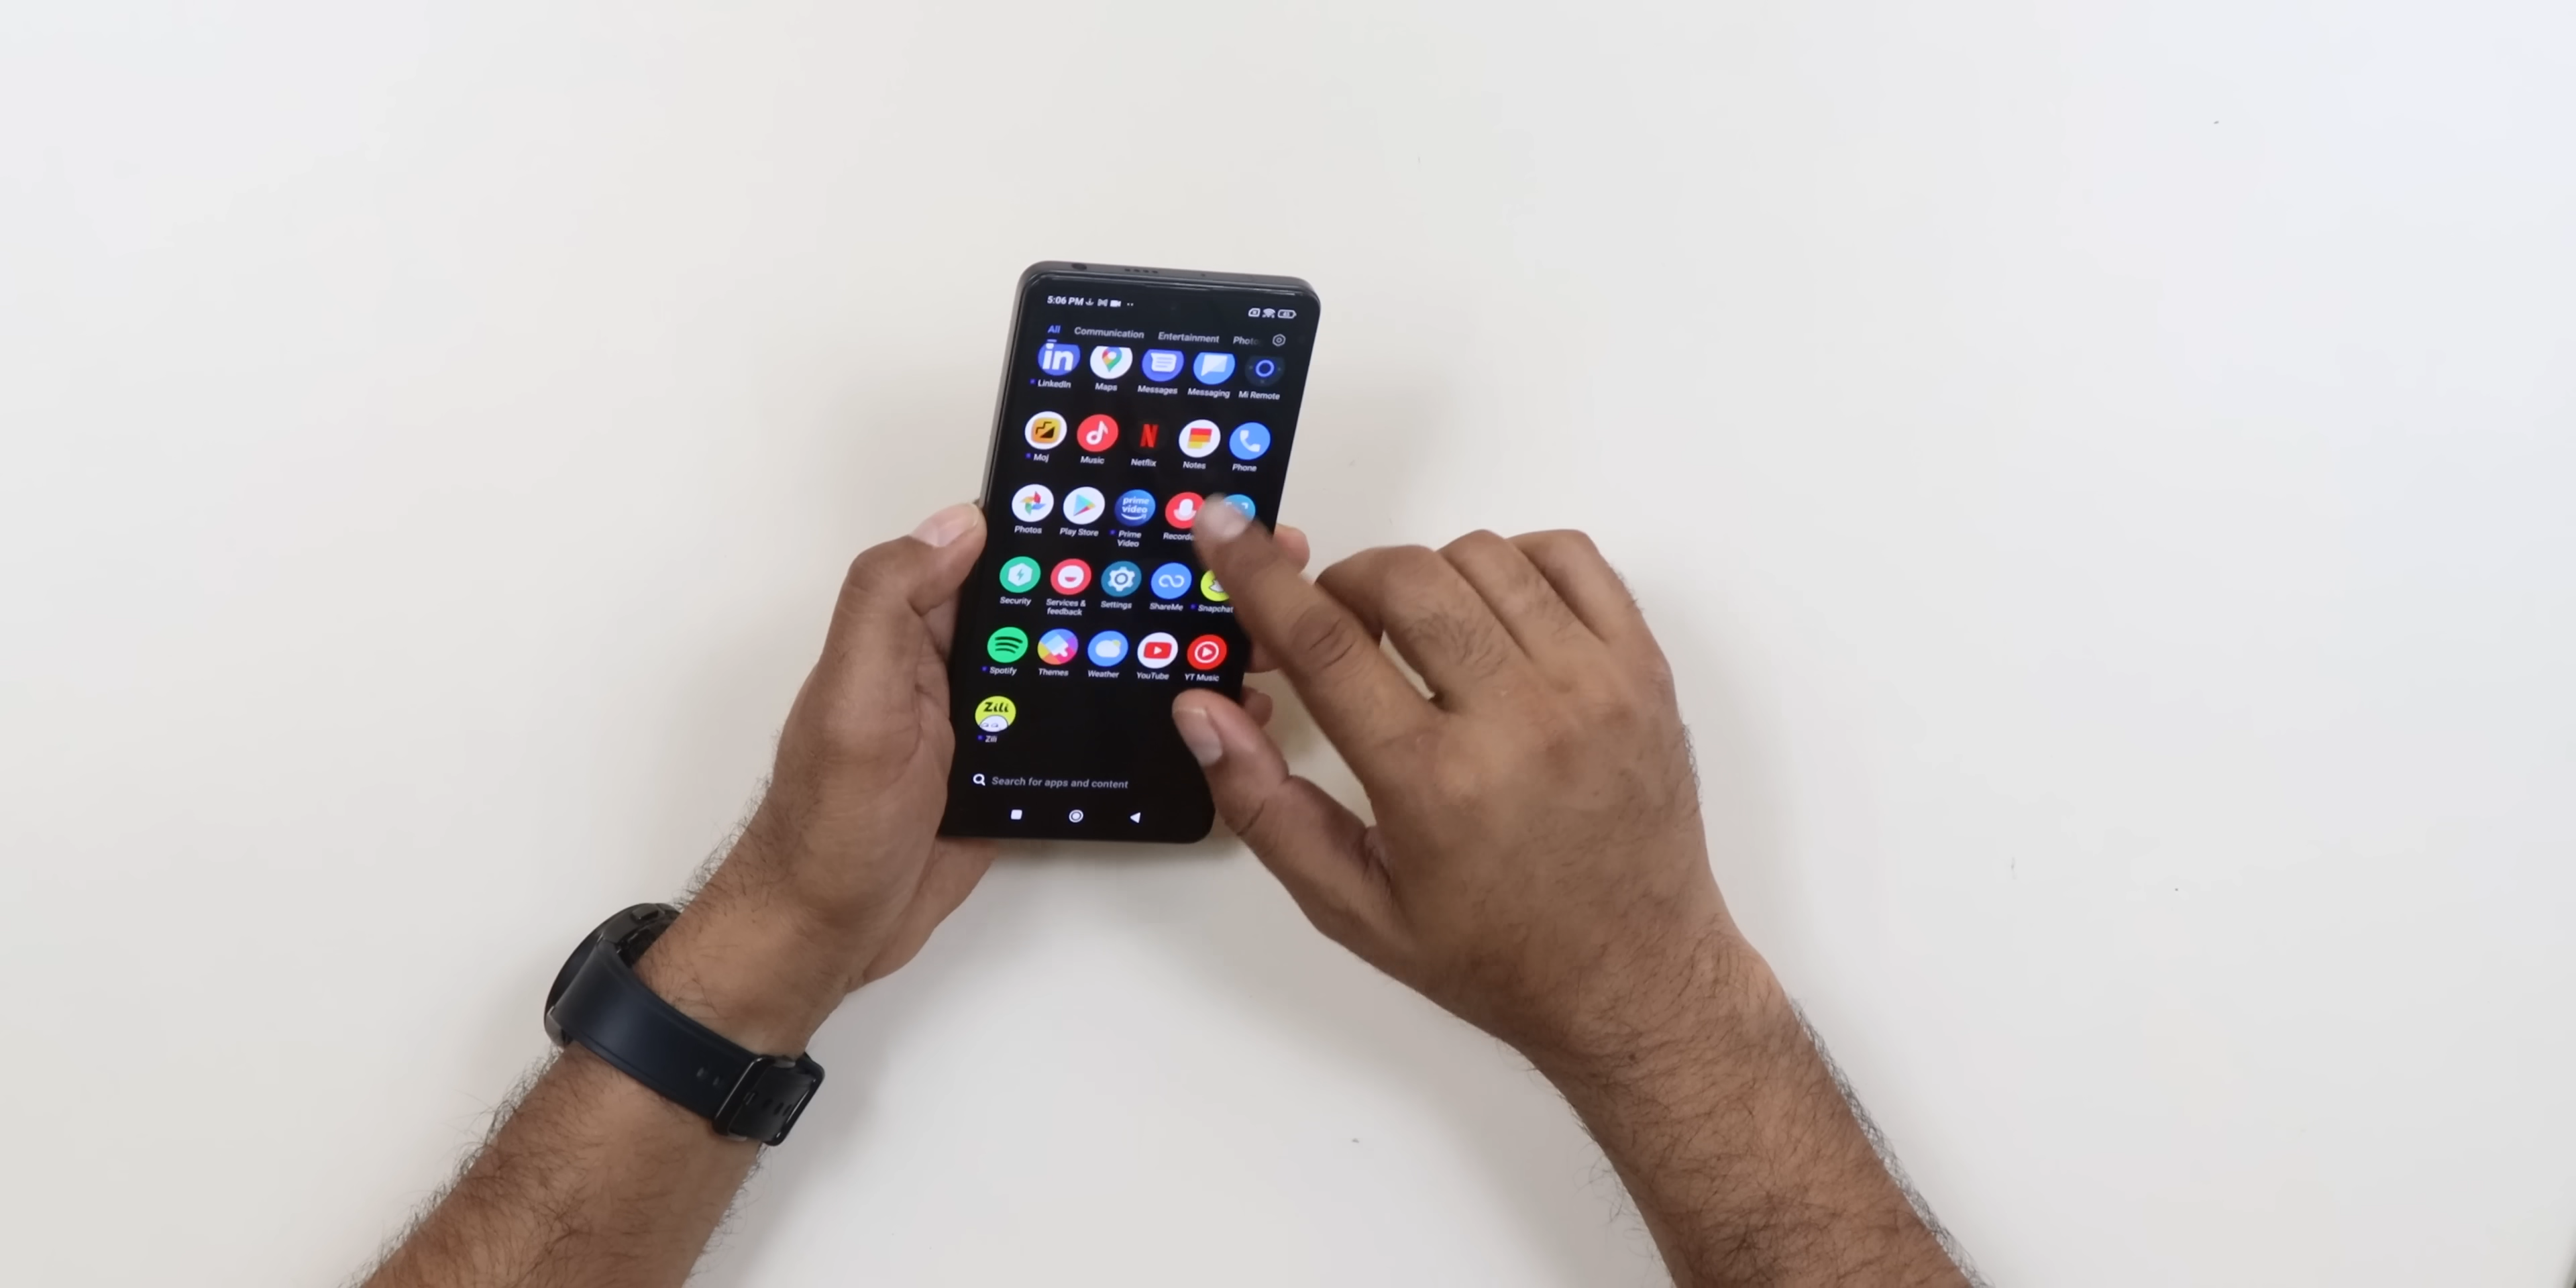 5:06 PM
All Communication Entertainment Photo
in
LinkedIn Maps Messages Messaging Mi Remote
N
Moj Music Netflix Notes Phone
prime
video
Photos Play Store Prime
Video
Security Services &
feedback
Settings ShareMe Snapchat
Spotify Themes Weather YouTube YT Music
Zili
Zili
Search for apps and content